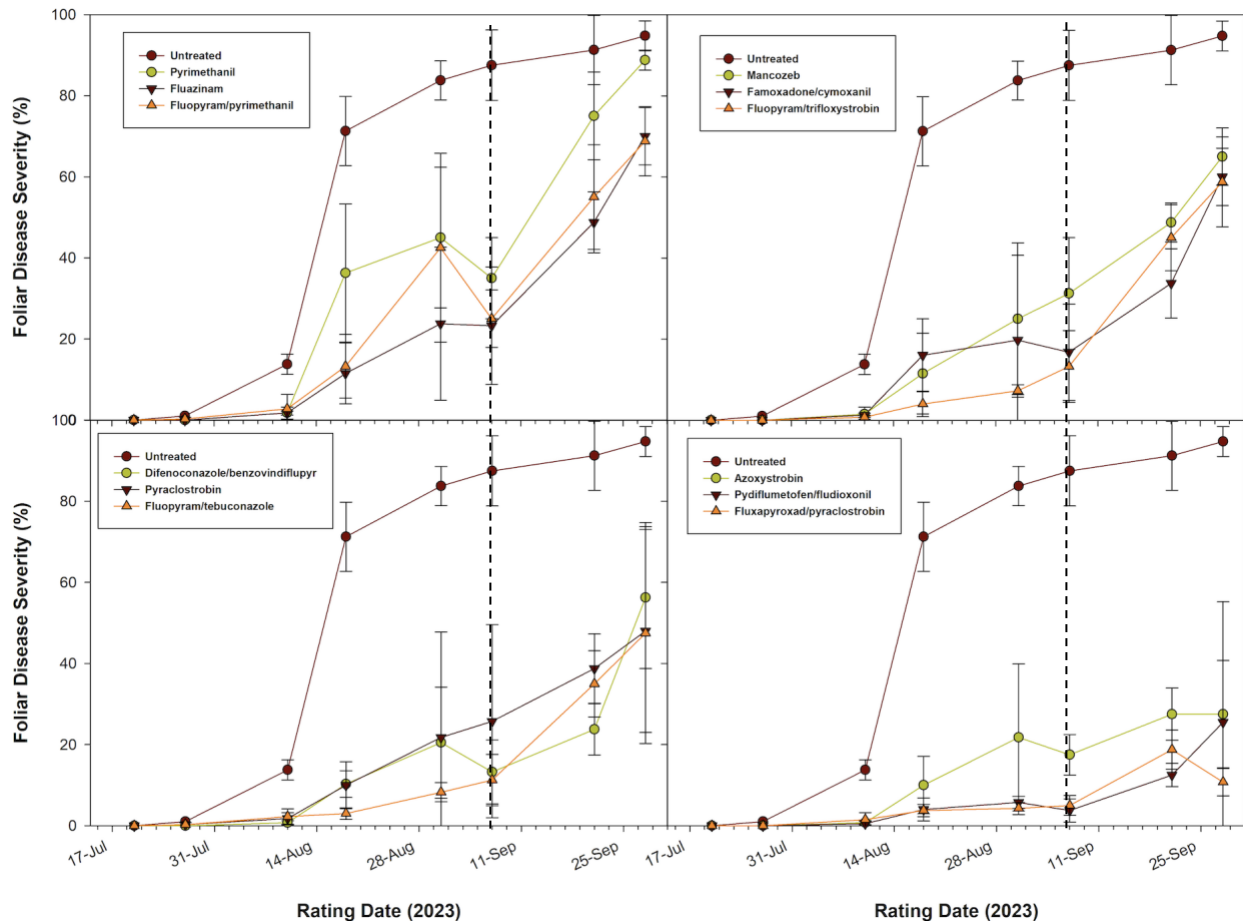 100
80
60
40
20
Foliar Disease Severity (%)
Untreated
Pyrimethanil
Fluazinam
Fluopyram/pyrimethanil
Untreated
Mancozeb
Famoxadone/cymoxanil
Fluopyram/trifloxystrobin
100
80
60
40
20
0
Foliar Disease Severity (%)
Untreated
Difenoconazole/benzovindiflupyr
Pyraclostrobin
Fluopyram/tebuconazole
Untreated
Azoxystrobin
Pydiflumetofen/fludioxonil
Fluxapyroxad/pyraclostrobin
17-Jul
31-Jul
14-Aug
28-Aug
11-Sep
25-Sep
17-Jul
31-Jul
14-Aug
28-Aug
11-Sep
25-Sep
Rating Date (2023)
Rating Date (2023)